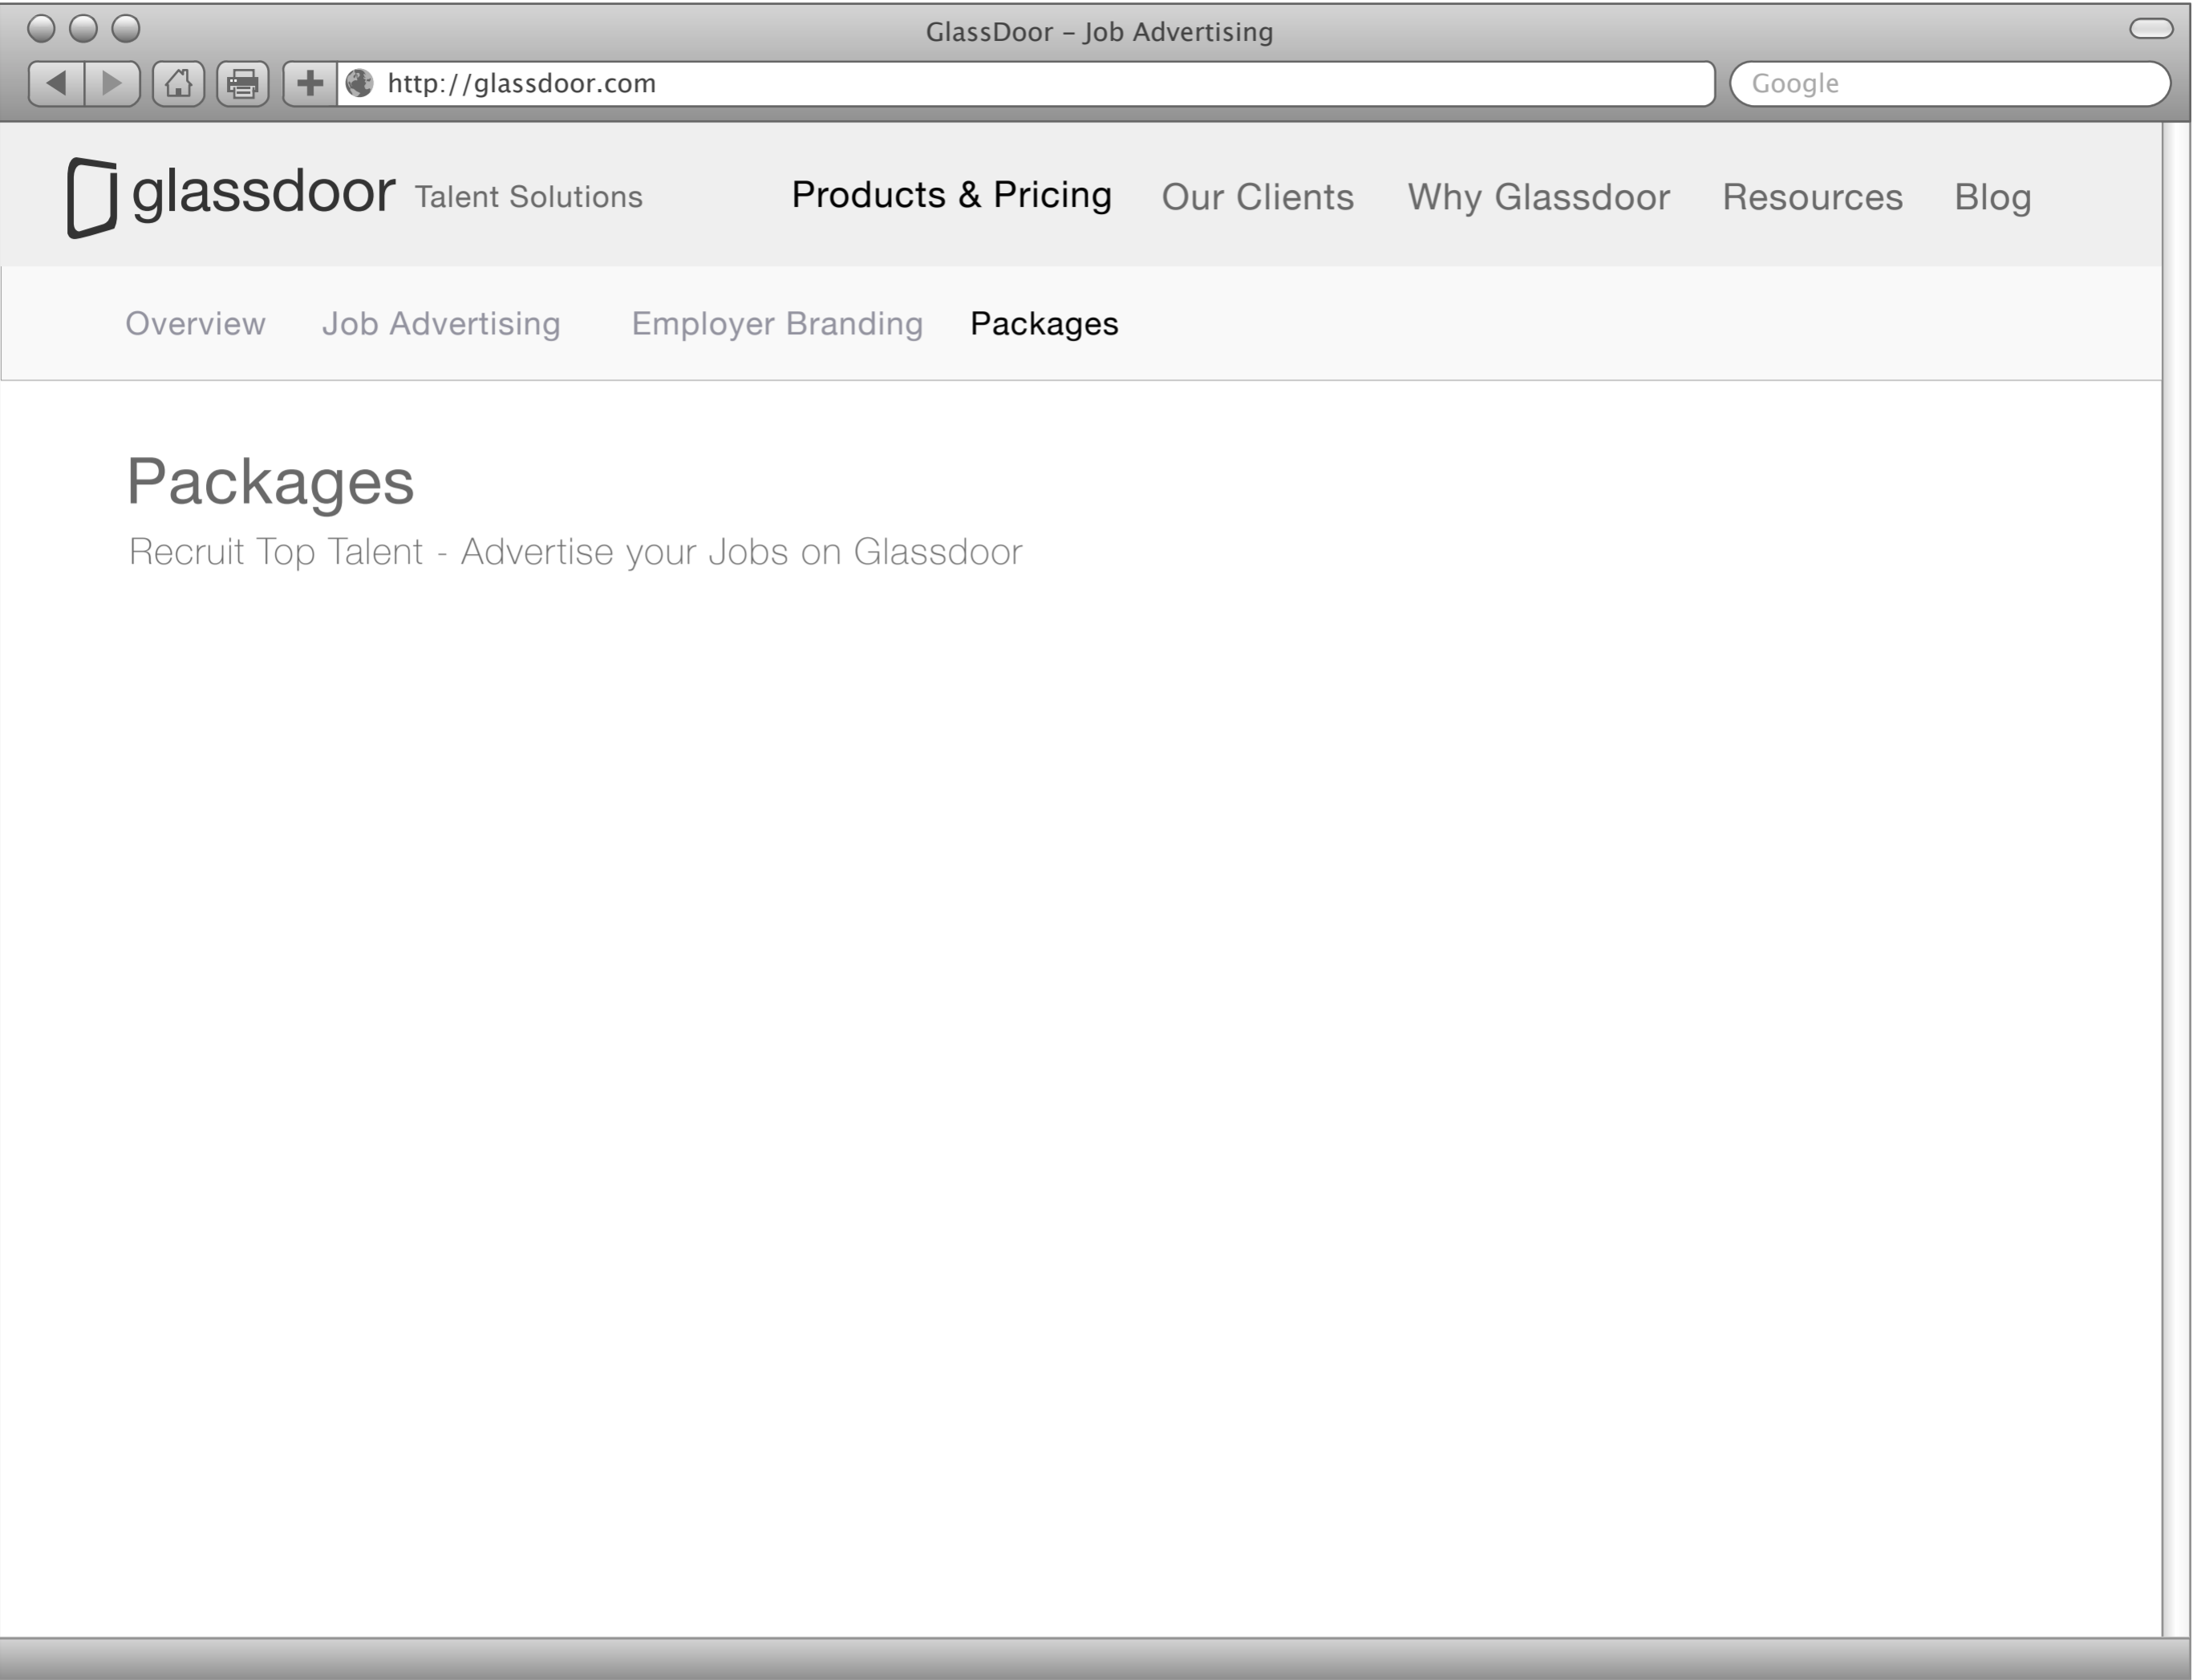 GlassDoor – Job Advertising
http://glassdoor.com
Google
glassdoor Talent Solutions
Products & Pricing Our Clients Why Glassdoor Resources Blog
Overview Job Advertising Employer Branding Packages
Packages
Recruit Top Talent - Advertise your Jobs on Glassdoor